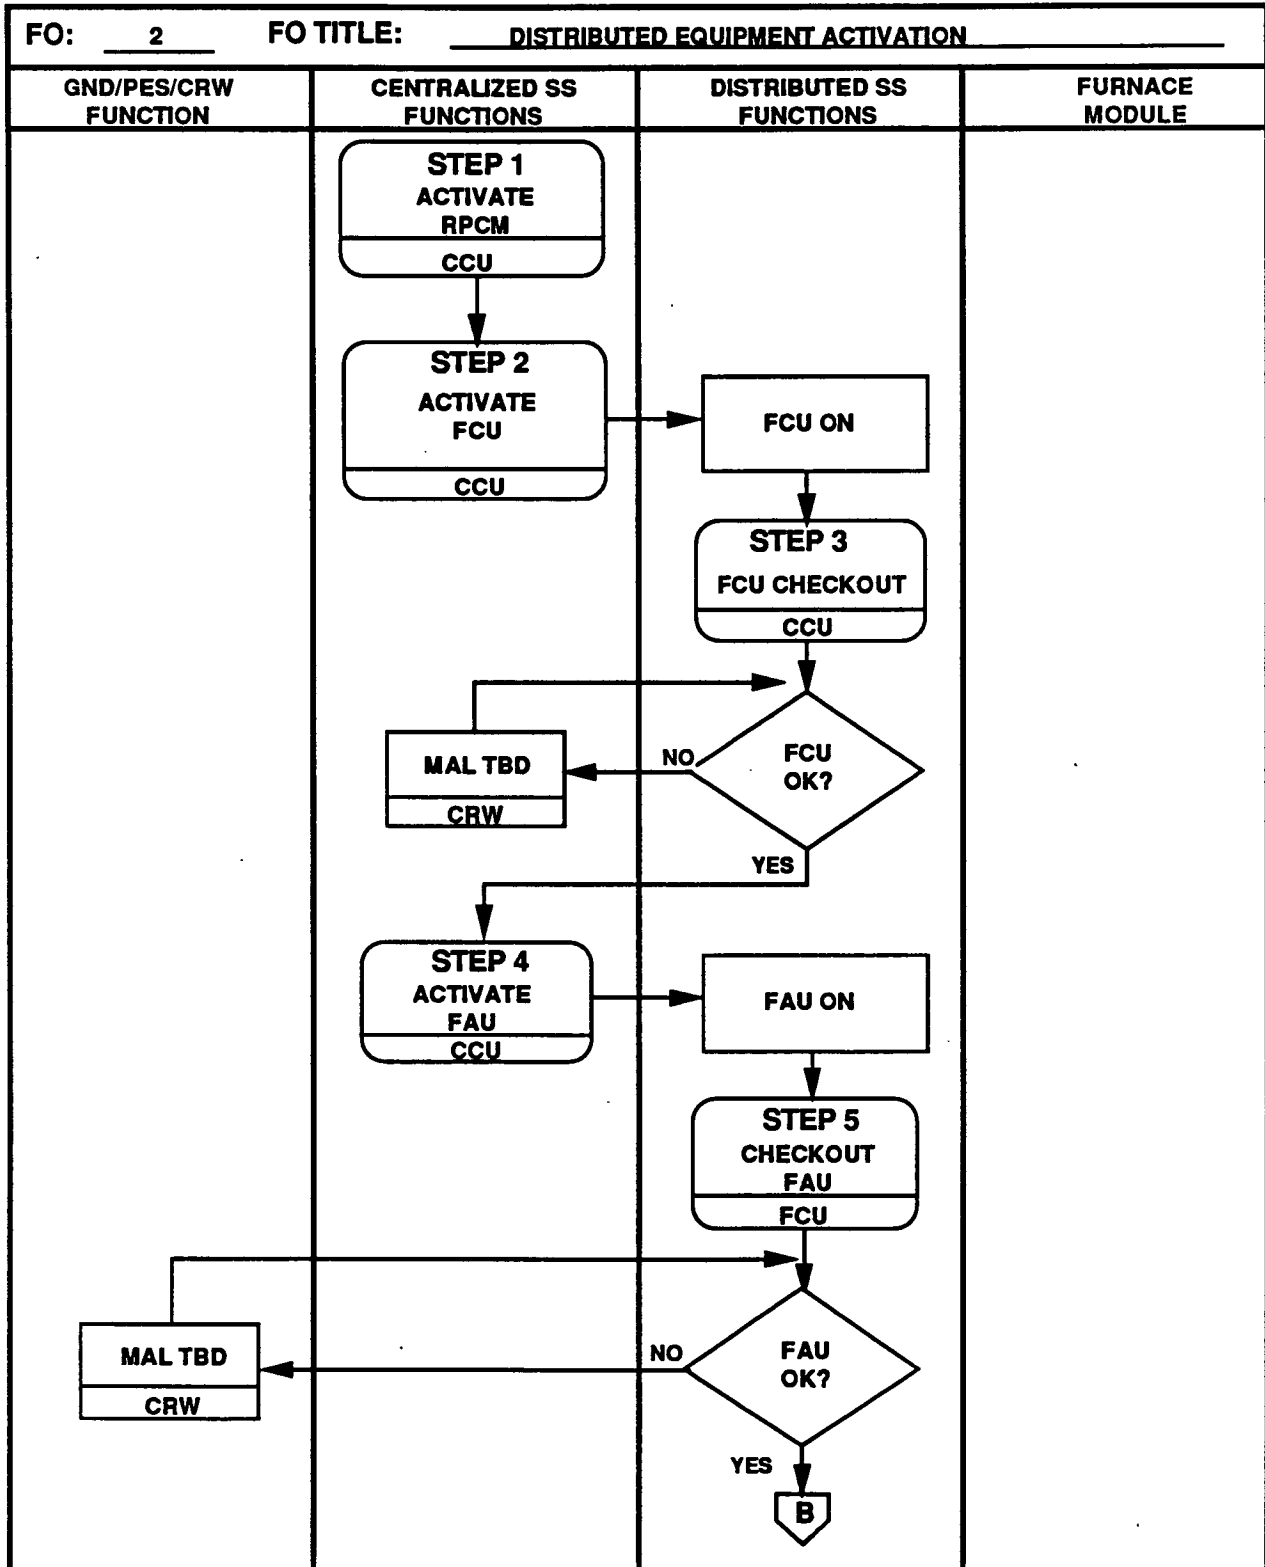 FO: 2 FO TITLE: DISTRIBUTED EQUIPMENT ACTIVATION
GND/PES/CRW
FUNCTION
CENTRALIZED SS
FUNCTIONS
DISTRIBUTED SS
FUNCTIONS
FURNACE
MODULE
STEP 1
ACTIVATE
RPCM
CCU
STEP 2
ACTIVATE
FCU
CCU
FCU ON
STEP 3
FCU CHECKOUT
CCU
FCU
OK?
NO
MAL TBD
CRW
YES
STEP 4
ACTIVATE
FAU
CCU
FAU ON
STEP 5
CHECKOUT
FAU
FCU
FAU
OK?
NO
MAL TBD
CRW
YES
B